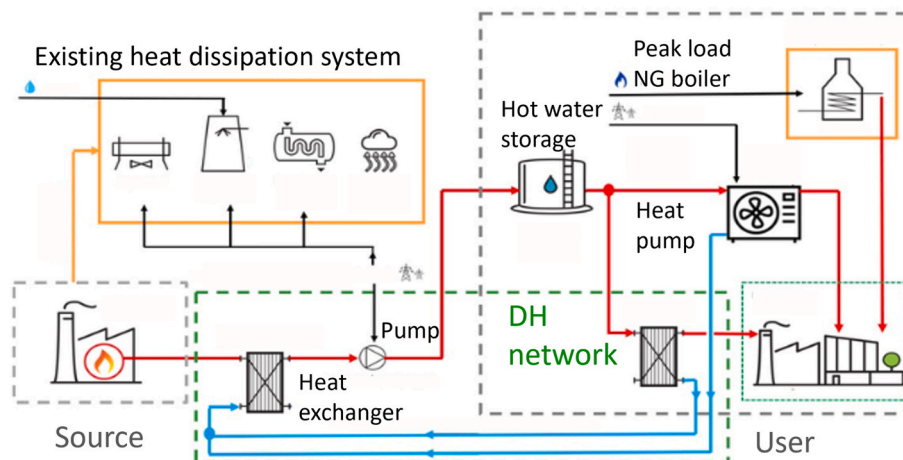 Existing heat dissipation system
Peak load
NG boiler
Hot water
storage
Heat
pump
DH
network
Pump
Heat
exchanger
Source
User